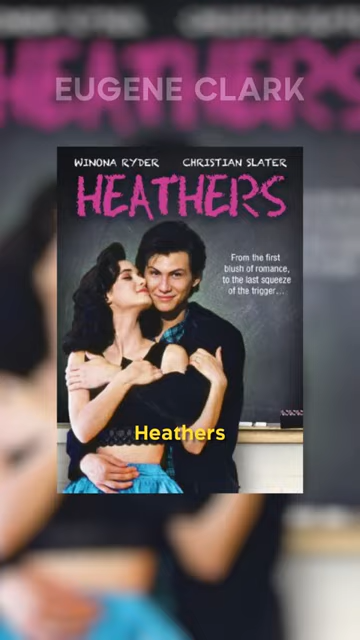 EUGENE CLARK
WINONA RYDER CHRISTIAN SLATER
HEATHERS
From the first
blush of romance,
to the last squeeze
of the trigger...
Heathers